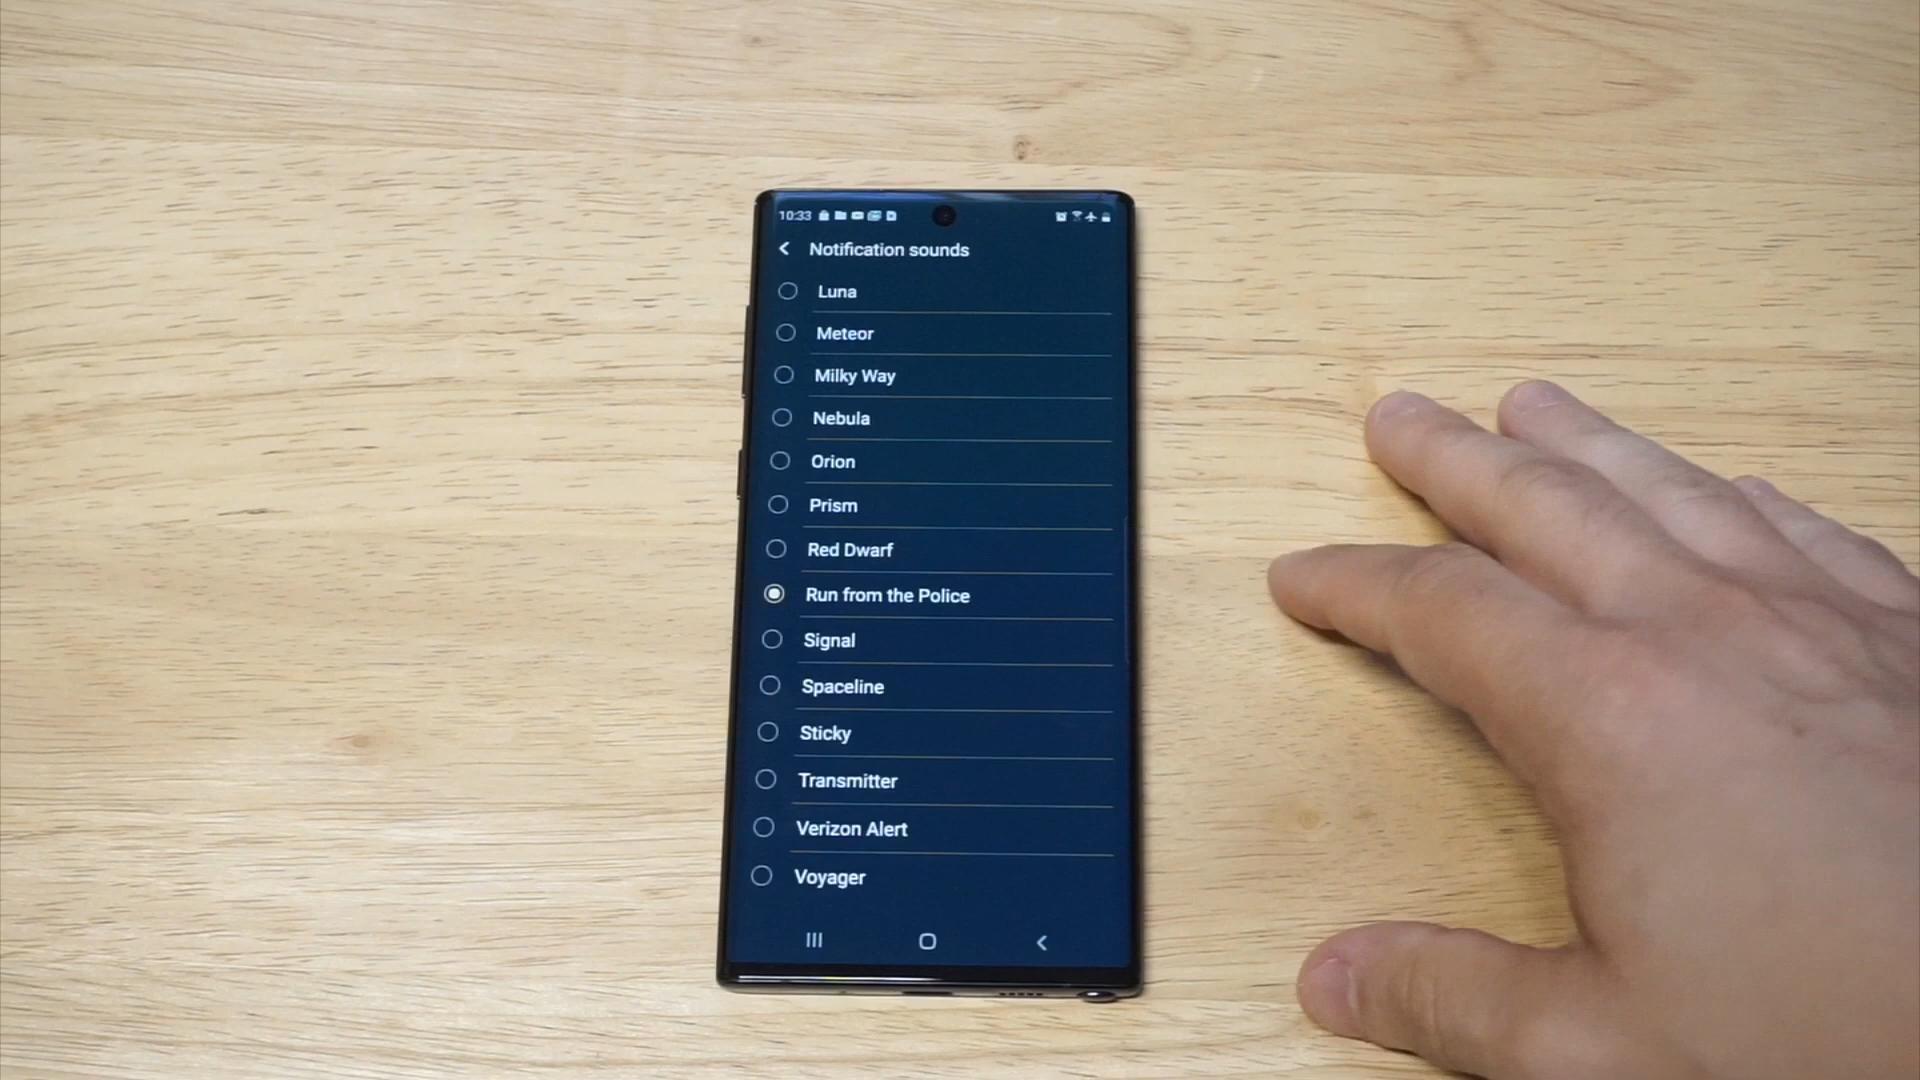 10:33
Notification sounds
Luna
Meteor
Milky Way
Nebula
Orion
Prism
Red Dwarf
Run from the Police
Signal
Spaceline
Sticky
Transmitter
Verizon Alert
Voyager